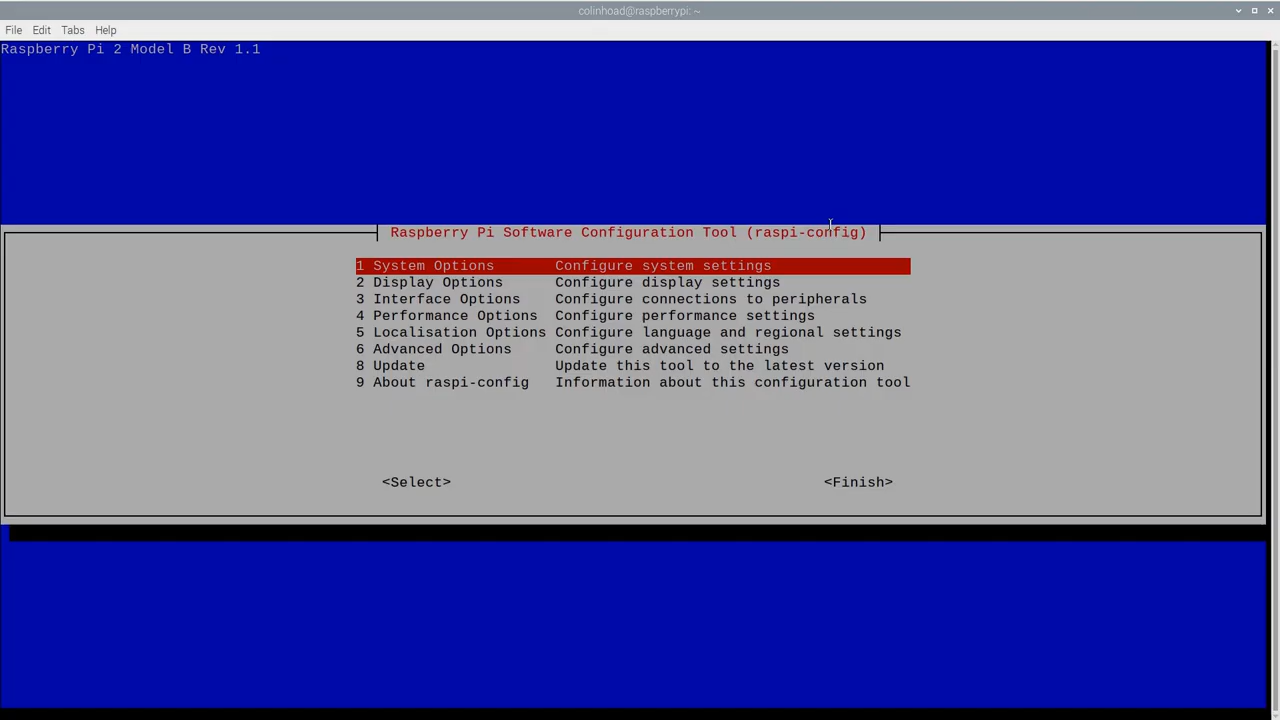 colinhoad@raspberrypi: ~
File Edit Tabs Help
Raspberry Pi 2 Model B Rev 1.1
Raspberry Pi Software Configuration Tool (raspi-config)
1 System Options Configure system settings
2 Display Options Configure display settings
3 Interface Options Configure connections to peripherals
4 Performance Options Configure performance settings
5 Localisation Options Configure language and regional settings
6 Advanced Options Configure advanced settings
8 Update Update this tool to the latest version
9 About raspi-config Information about this configuration tool
<Select> <Finish>